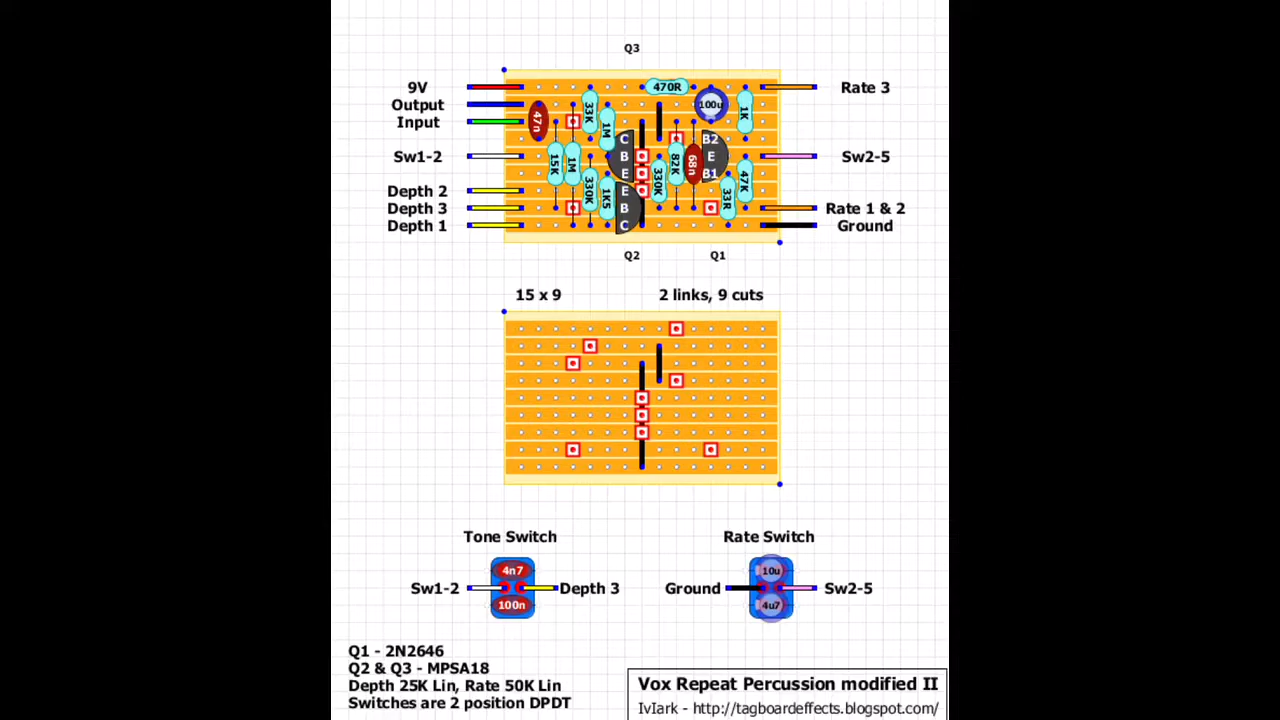 Q3
9V
Output
Input
Sw1-2
Depth 2
Depth 3
Depth 1
470R
100u
47n
33K
1M
1K
C
B
E
B2
E
B1
15K
1M
330K
1K5
E
B
C
330K
82K
68n
47K
33R
Rate 3
Sw2-5
Rate 1 & 2
Ground
Q2 Q1
15 x 9 2 links, 9 cuts
Tone Switch Rate Switch
4n7 10u
Sw1-2 Depth 3 Ground Sw2-5
100n 4u7
Q1 - 2N2646
Q2 & Q3 - MPSA18
Depth 25K Lin, Rate 50K Lin
Switches are 2 position DPDT
Vox Repeat Percussion modified II
IvIark - http://tagboardeffects.blogspot.com/